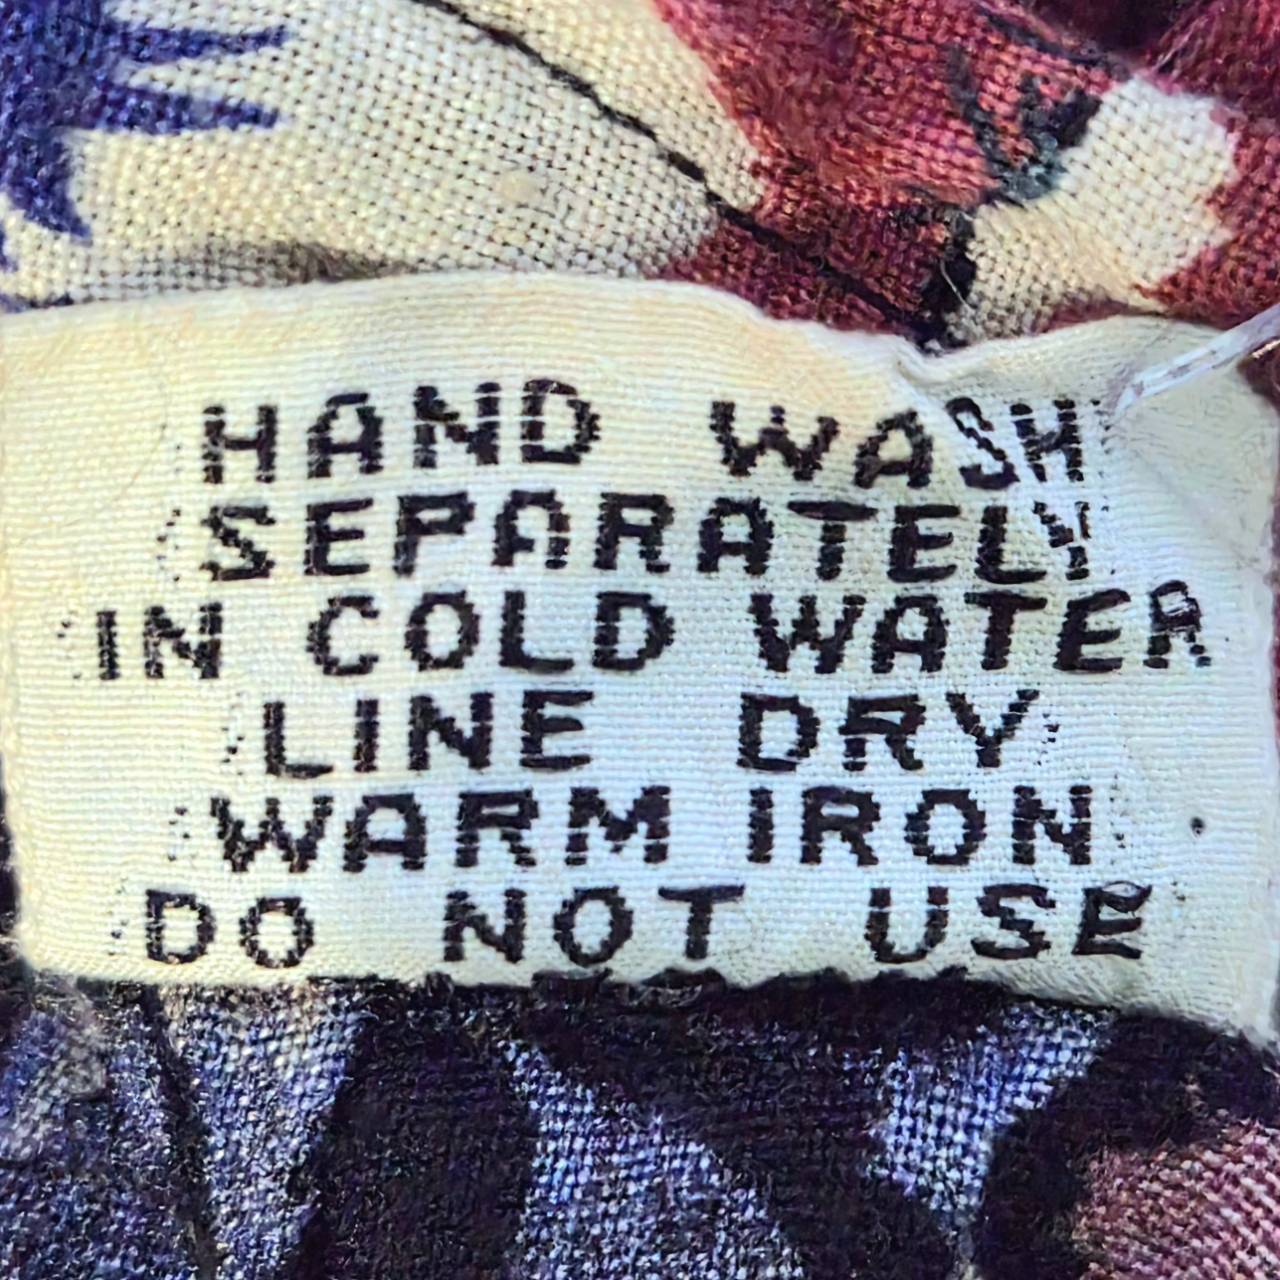 HAND WASH
SEPARATELY
IN COLD WATER
LINE DRY
WARM IRON
DO NOT USE